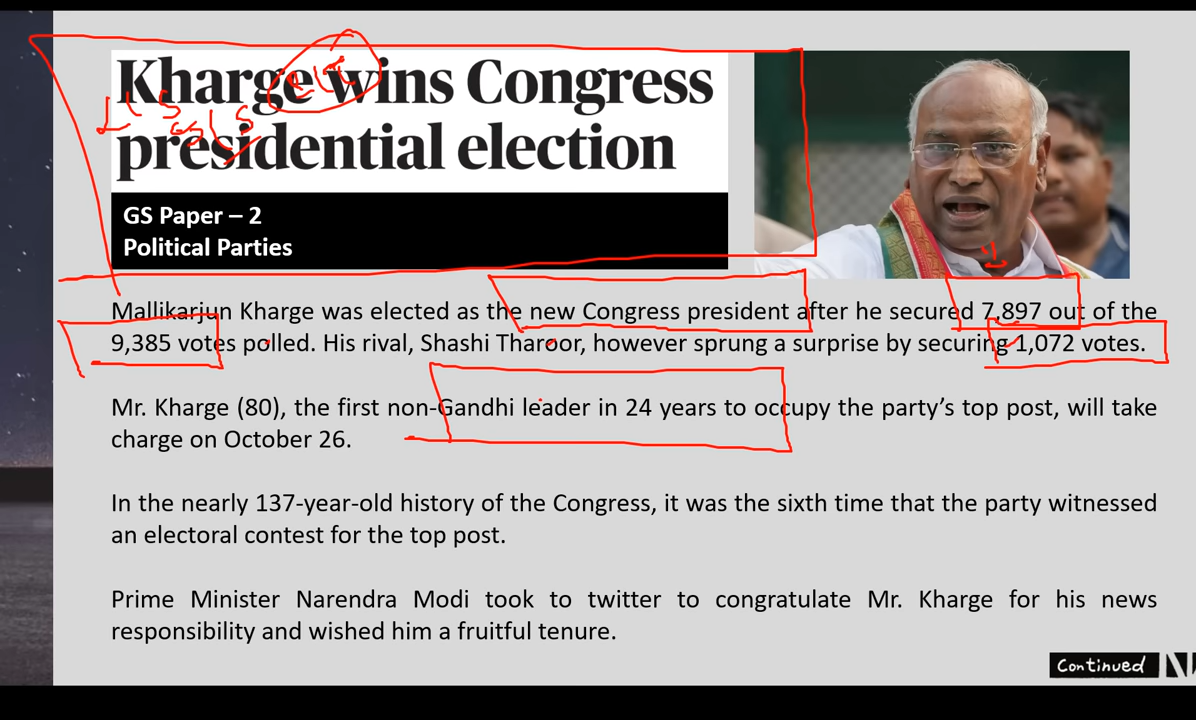 Kharge wins Congress
presidential election
GS Paper – 2
Political Parties
Mallikarjun Kharge was elected as the new Congress president after he secured 7,897 out of the
9,385 votes polled. His rival, Shashi Tharoor, however sprung a surprise by securing 1,072 votes.
Mr. Kharge (80), the first non-Gandhi leader in 24 years to occupy the party's top post, will take
charge on October 26.
In the nearly 137-year-old history of the Congress, it was the sixth time that the party witnessed
an electoral contest for the top post.
Prime Minister Narendra Modi took to twitter to congratulate Mr. Kharge for his news
responsibility and wished him a fruitful tenure.
Continued